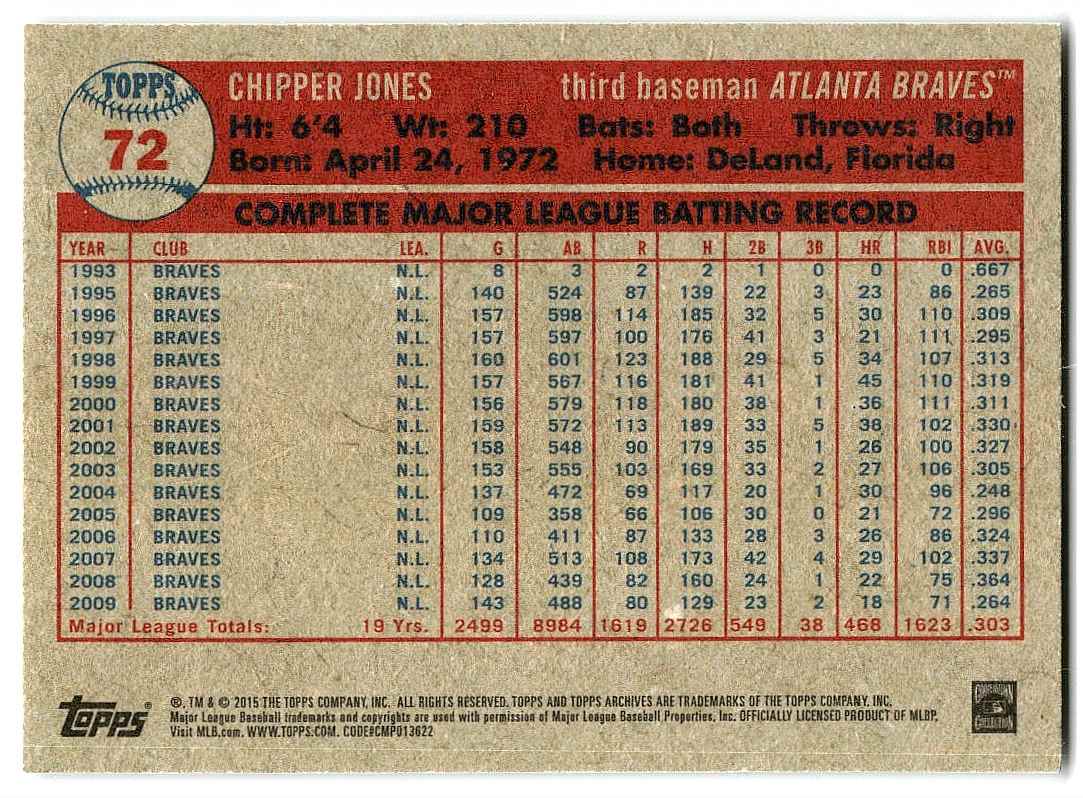 TOPPS
72
CHIPPER JONES third baseman ATLANTA BRAVES™
Ht: 6'4 Wt: 210 Bats: Both Throws: Right
Born: April 24, 1972 Home: DeLand, Florida
COMPLETE MAJOR LEAGUE BATTING RECORD
YEAR CLUB LEA. G AB R H 2B 3B HR RBI AVG.
1993 BRAVES N.L. 8 3 2 2 1 0 0 0 .667
1995 BRAVES N.L. 140 524 87 139 22 3 23 86 .265
1996 BRAVES N.L. 157 598 114 185 32 5 30 110 .309
1997 BRAVES N.L. 157 597 100 176 41 3 21 111 .295
1998 BRAVES N.L. 160 601 123 188 29 5 34 107 .313
1999 BRAVES N.L. 157 567 116 181 41 1 45 110 .319
2000 BRAVES N.L. 156 579 118 180 38 1 36 111 .311
2001 BRAVES N.L. 159 572 113 189 33 5 38 102 .330
2002 BRAVES N.L. 158 548 90 179 35 1 26 100 .327
2003 BRAVES N.L. 153 555 103 169 33 2 27 106 .305
2004 BRAVES N.L. 137 472 69 117 20 1 30 96 .248
2005 BRAVES N.L. 109 358 66 106 30 0 21 72 .296
2006 BRAVES N.L. 110 411 87 133 28 3 26 86 .324
2007 BRAVES N.L. 134 513 108 173 42 4 29 102 .337
2008 BRAVES N.L. 128 439 82 160 24 1 22 75 .364
2009 BRAVES N.L. 143 488 80 129 23 2 18 71 .264
Major League Totals: 19 Yrs. 2499 8984 1619 2726 549 38 468 1623 .303
topps®
®, TM & © 2015 THE TOPPS COMPANY, INC. ALL RIGHTS RESERVED. TOPPS AND TOPPS ARCHIVES ARE TRADEMARKS OF THE TOPPS COMPANY, INC.
Major League Baseball trademarks and copyrights are used with permission of Major League Baseball Properties, Inc. OFFICIALLY LICENSED PRODUCT OF MLBP.
Visit MLB.com. WWW.TOPPS.COM. CODE#CMP013622
COOPERSTOWN
COLLECTION